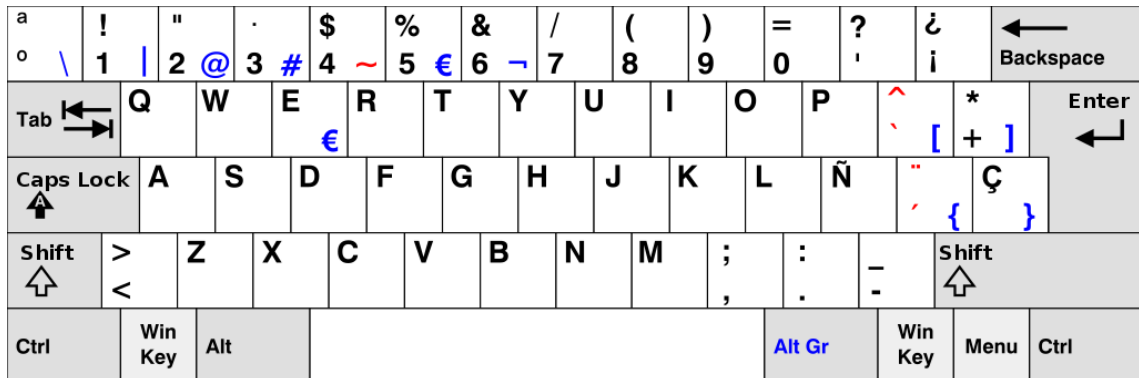 a ! " · $ % & / ( ) = ? ¿
o \ 1 | 2 @ 3 # 4 ~ 5 € 6 ¬ 7 8 9 0 ' ¡ Backspace
Tab Q W E € R T Y U I O P ^ ` [ * + ] Enter
Caps Lock A A S D F G H J K L Ñ ¨ ´ { Ç }
Shift > < Z X C V B N M ; , : . _ - Shift
Ctrl Win Key Alt Alt Gr Win Key Menu Ctrl